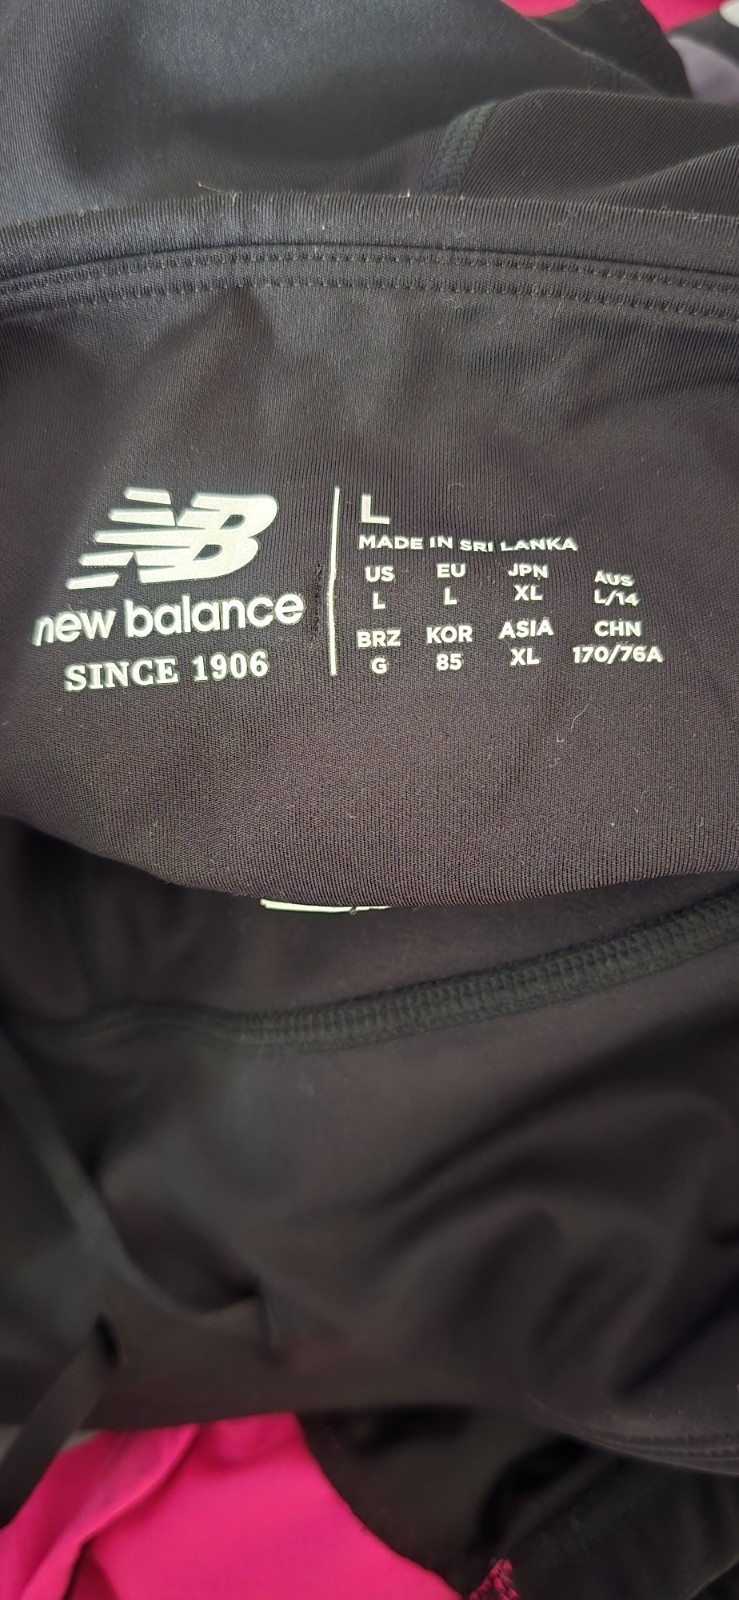 NB
new balance
SINCE 1906
L
MADE IN SRI LANKA
US EU JPN AUS
L L XL L/14
BRZ KOR ASIA CHN
G 85 XL 170/76A